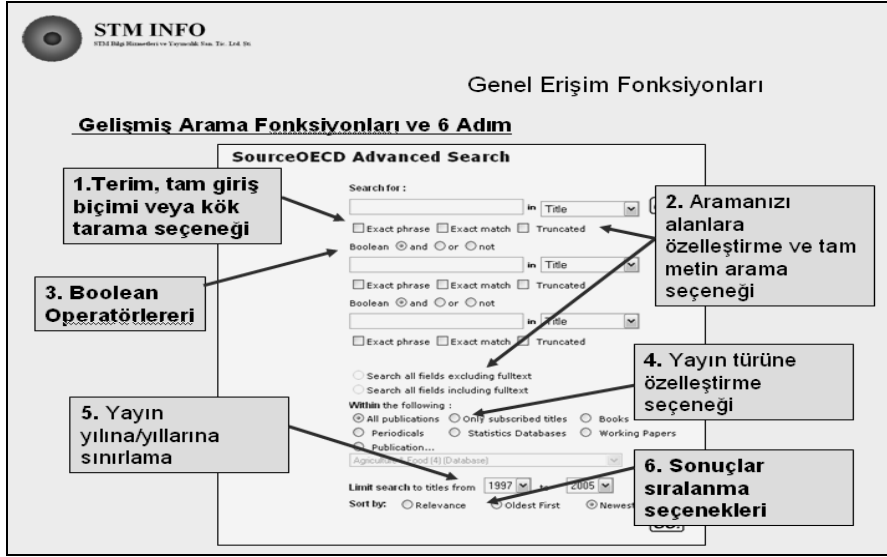 STM INFO
STM Bilgi Hizmetleri ve Yayıncılık San. Tic. Ltd. Şti.
Genel Erişim Fonksiyonları
Gelişmiş Arama Fonksiyonları ve 6 Adım
SourceOECD Advanced Search
1.Terim, tam giriş
biçimi veya kök
tarama seçeneği
Search for :
in Title
Exact phrase Exact match Truncated
Boolean and or not
2. Aramanızı
alanlara
özelleştirme ve tam
metin arama
seçeneği
in Title
Exact phrase Exact match Truncated
Boolean and or not
3. Boolean
Operatörlereri
in Title
Exact phrase Exact match Truncated
Search all fields excluding fulltext
Search all fields including fulltext
4. Yayın türüne
özelleştirme
seçeneği
Within the following :
All publications Only subscribed titles Books
Periodicals Statistics Databases Working Papers
Publication...
Agriculture & Food (4) (Database)
5. Yayın
yılına/yıllarına
sınırlama
Limit search to titles from 1997 to 2005
Sort by: Relevance Oldest First Newest
6. Sonuçlar
sıralanma
seçenekleri